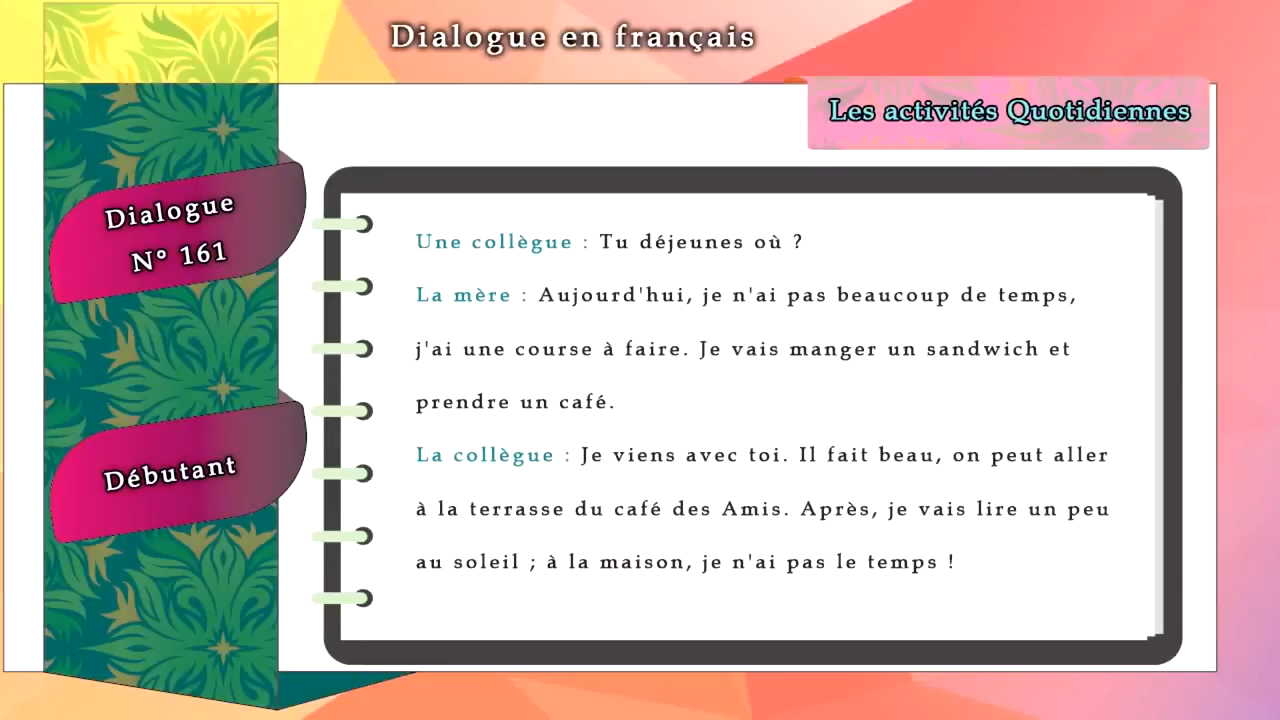 Dialogue en français
Les activités Quotidiennes
Dialogue
N° 161
Débutant
Une collègue : Tu déjeunes où ?
La mère : Aujourd'hui, je n'ai pas beaucoup de temps,
j'ai une course à faire. Je vais manger un sandwich et
prendre un café.
La collègue : Je viens avec toi. Il fait beau, on peut aller
à la terrasse du café des Amis. Après, je vais lire un peu
au soleil ; à la maison, je n'ai pas le temps !